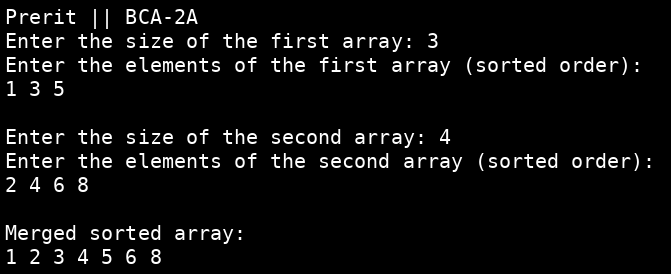 Prerit || BCA-2A
Enter the size of the first array: 3
Enter the elements of the first array (sorted order):
1 3 5
Enter the size of the second array: 4
Enter the elements of the second array (sorted order):
2 4 6 8
Merged sorted array:
1 2 3 4 5 6 8